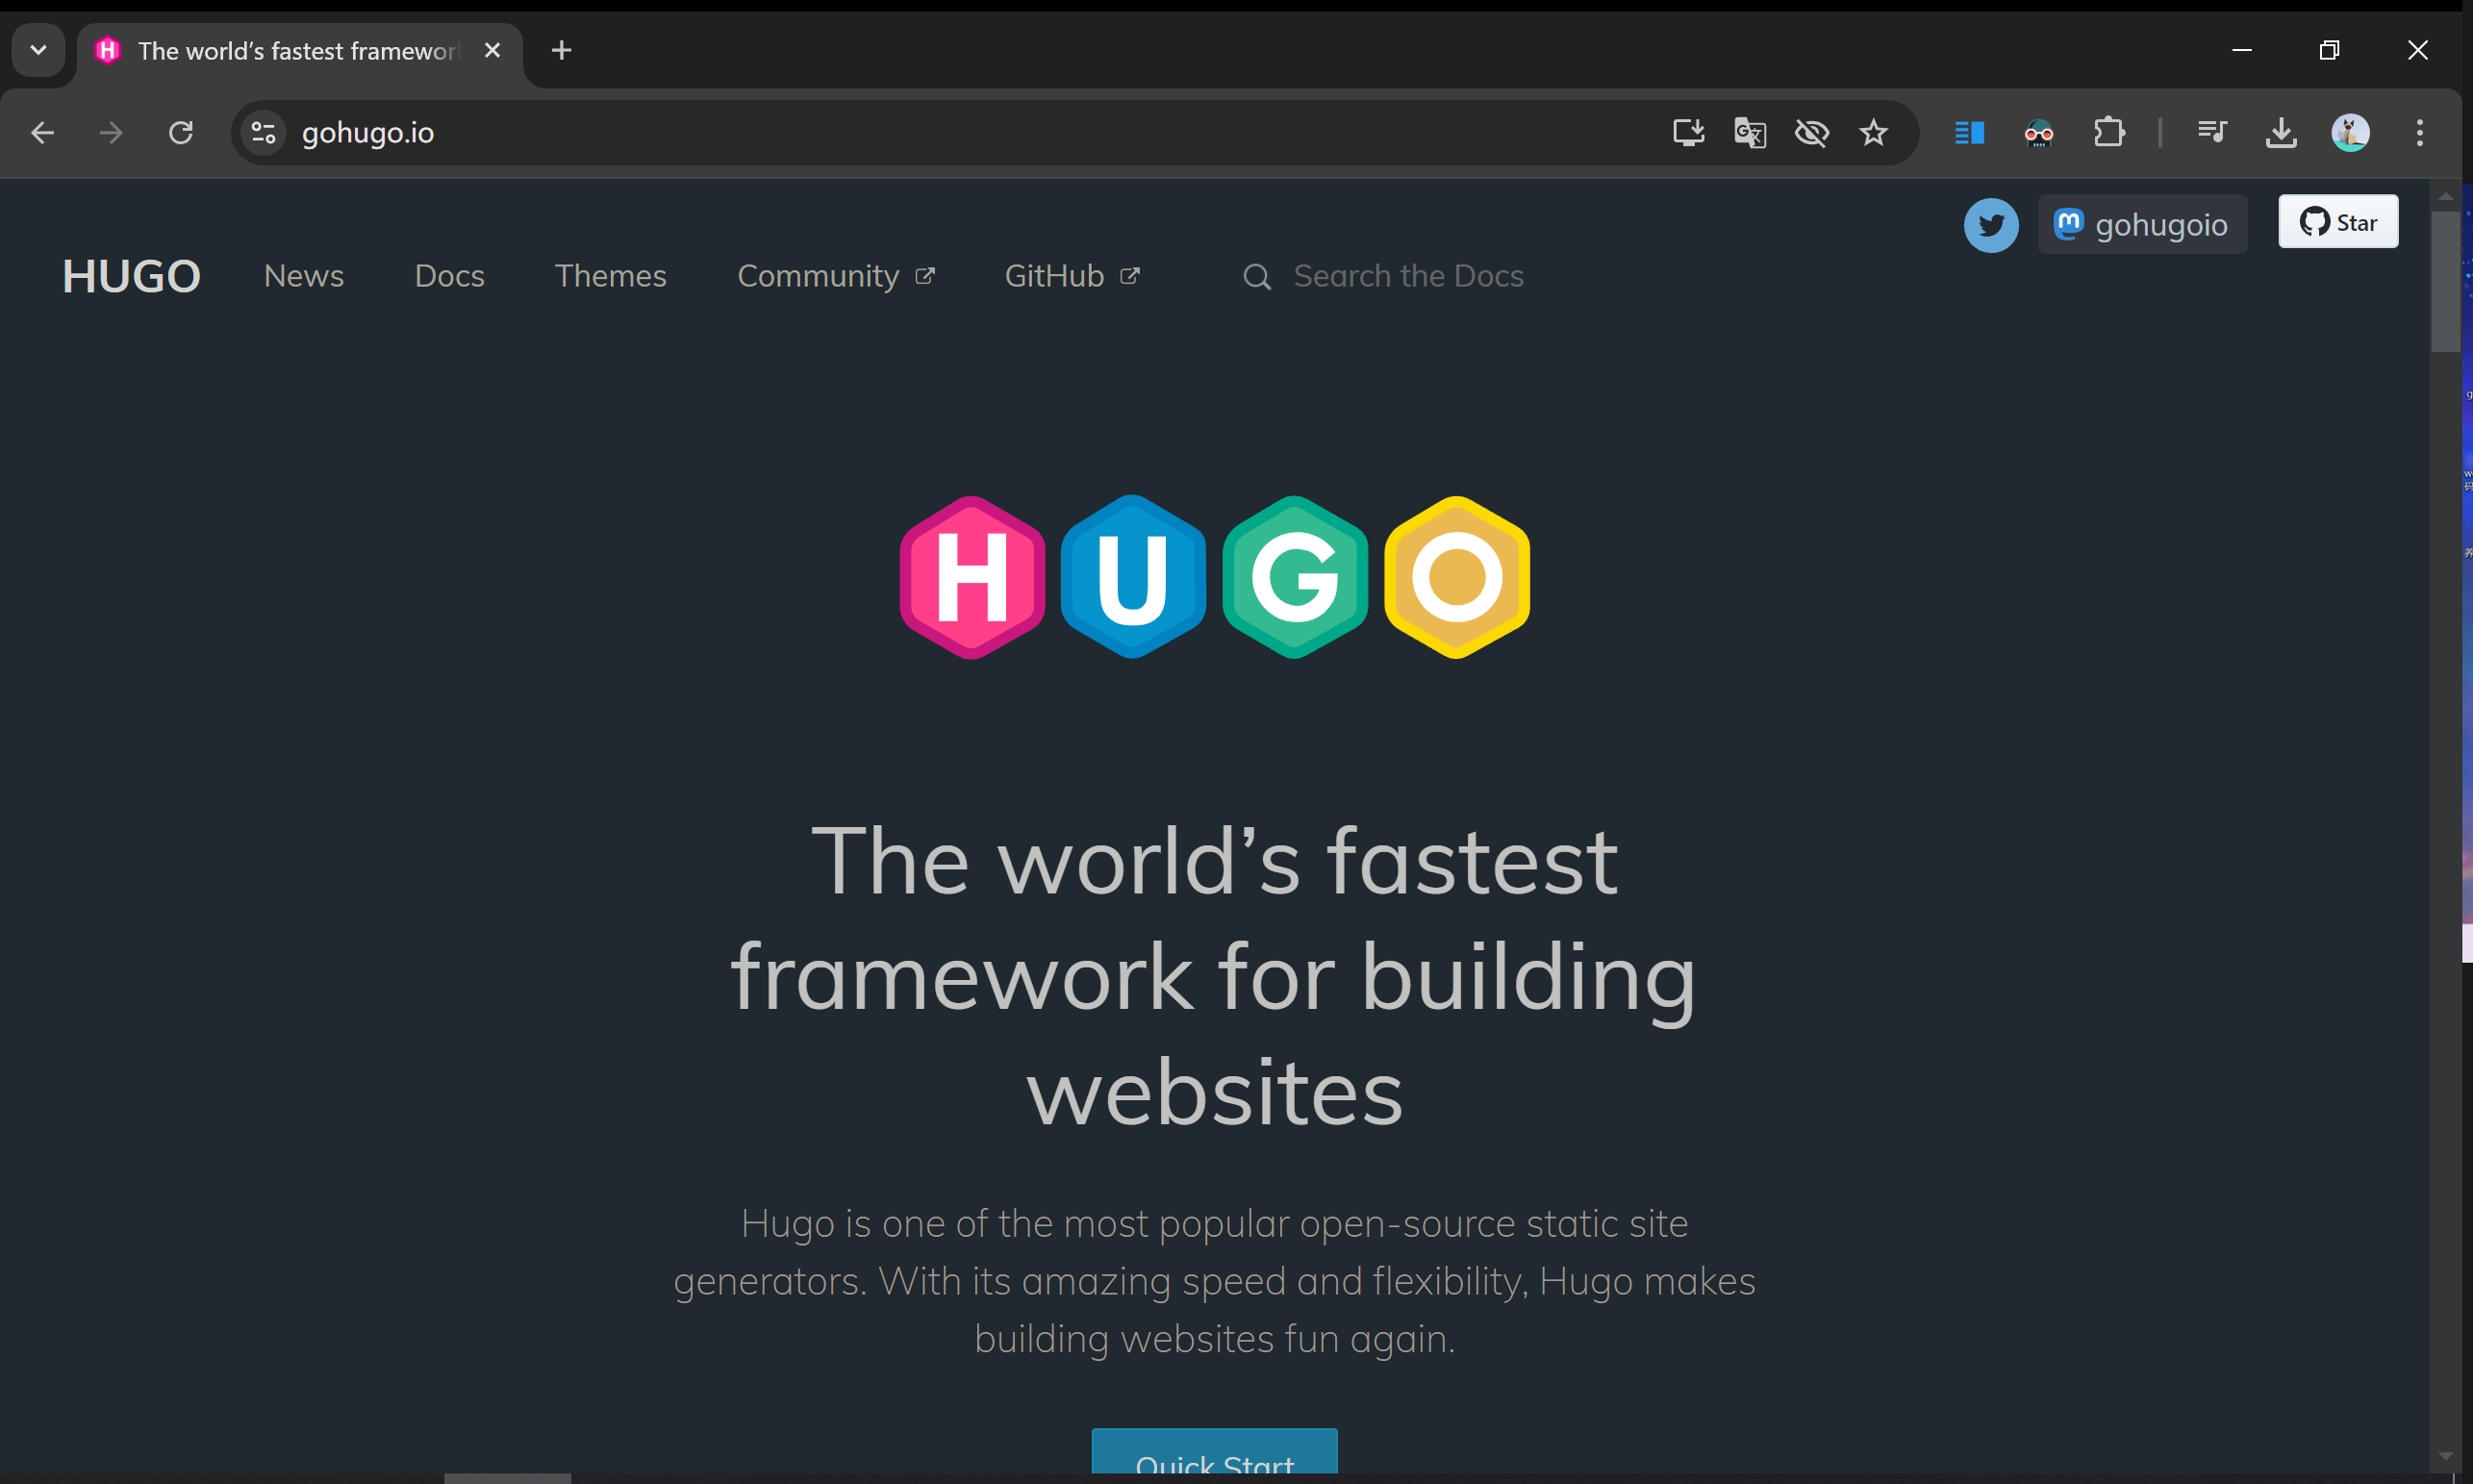 The world's fastest framewor
gohugo.io
gohugoio
Star
HUGO News Docs Themes Community GitHub Search the Docs
HUGO
The world's fastest
framework for building
websites
Hugo is one of the most popular open-source static site
generators. With its amazing speed and flexibility, Hugo makes
building websites fun again.
Quick Start